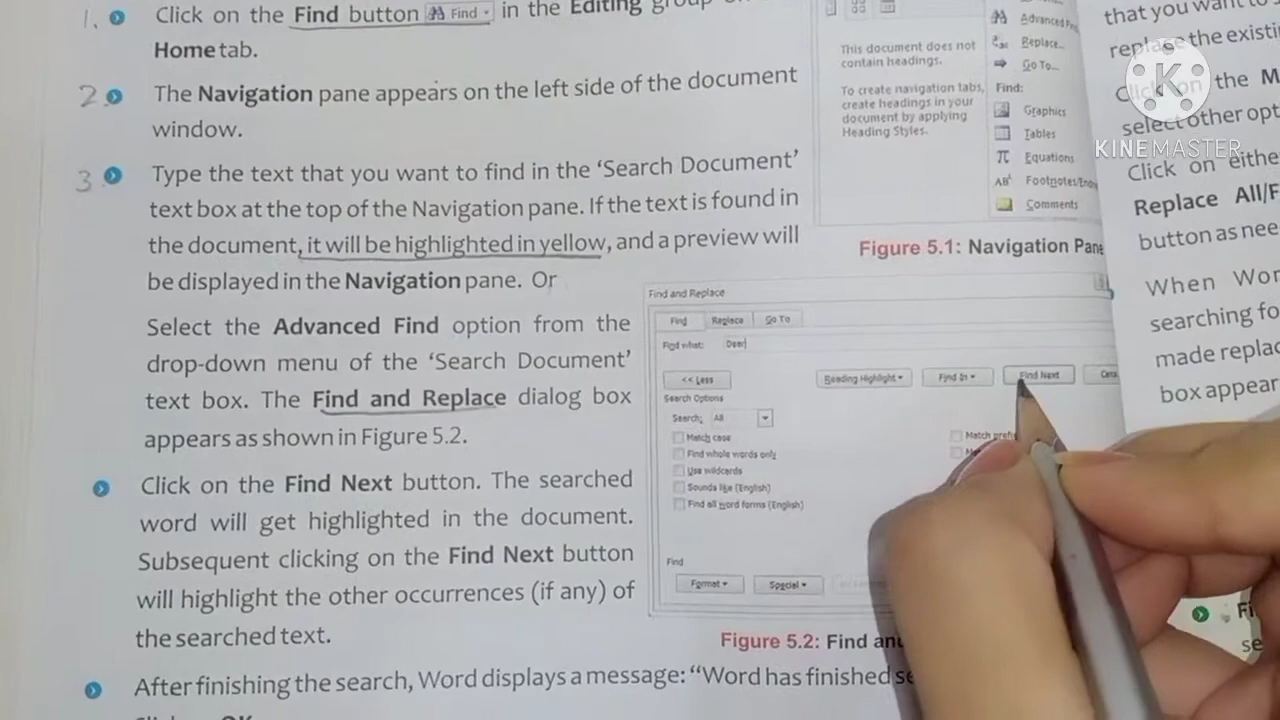 1. Click on the Find button Find in the Editing group
Home tab.
2. The Navigation pane appears on the left side of the document
window.
3. Type the text that you want to find in the ‘Search Document’
text box at the top of the Navigation pane. If the text is found in
the document, it will be highlighted in yellow, and a preview will
be displayed in the Navigation pane. Or
Select the Advanced Find option from the
drop-down menu of the ‘Search Document’
text box. The Find and Replace dialog box
appears as shown in Figure 5.2.
Click on the Find Next button. The searched
word will get highlighted in the document.
Subsequent clicking on the Find Next button
will highlight the other occurrences (if any) of
the searched text.
After finishing the search, Word displays a message: “Word has finished
OK
This document does not
contain headings.
To create navigation tabs,
create headings in your
document by applying
Heading Styles.
Advanced
Replace...
Go To...
Find:
Graphics
Tables
Equations
Footnotes/
Comments
Figure 5.1: Navigation Pane
Find and Replace
Find Replace Go To
Find what: Dear
<< Less Reading Highlight Find In Find Next
Search Options
Search: All
Match case
Find whole words only
Use wildcards
Sounds like (English)
Find all word forms (English)
Match prefix
Find
Format Special
Figure 5.2: Find
that you want to
replace the existing
Click on the
select other
Click on either
Replace All/
button as
When Word
searching
made
box
KINEMASTER